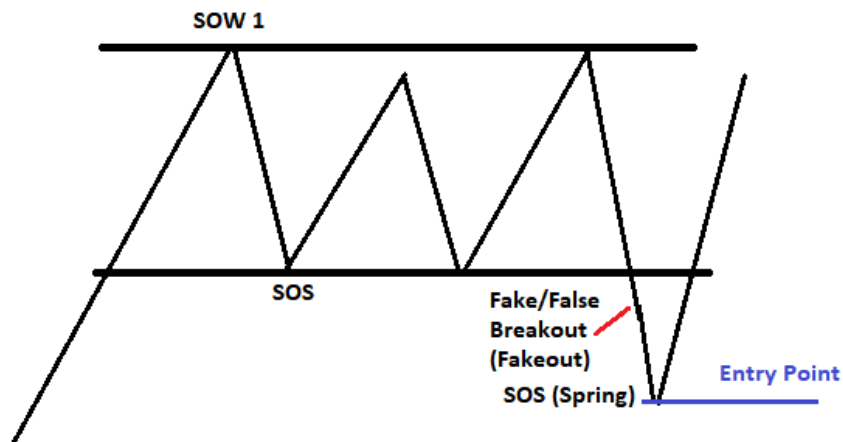 SOW 1
SOS
Fake/False
Breakout
(Fakeout)
SOS (Spring)
Entry Point